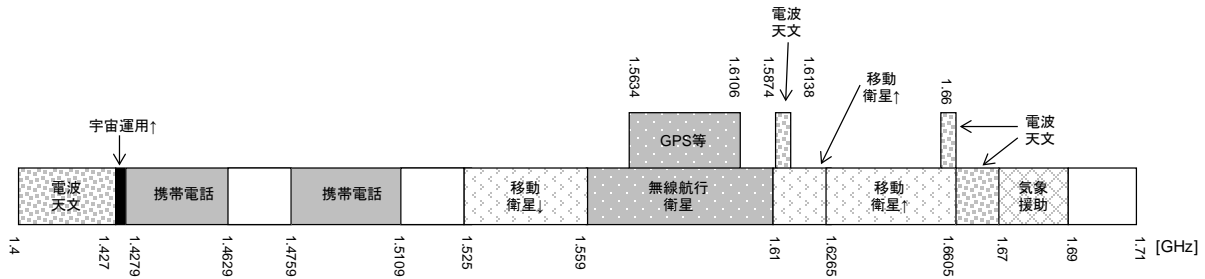 電波
天文
1.5634
1.6106
1.5874
1.6138
移動
衛星↑
1.66
宇宙運用↑
GPS等
電波
天文
電波
天文
携帯電話
携帯電話
移動
衛星↓
無線航行
衛星
移動
衛星↑
気象
援助
1.4
1.427
1.4279
1.4629
1.4759
1.5109
1.525
1.559
1.61
1.6265
1.6605
1.67
1.69
1.71
[GHz]